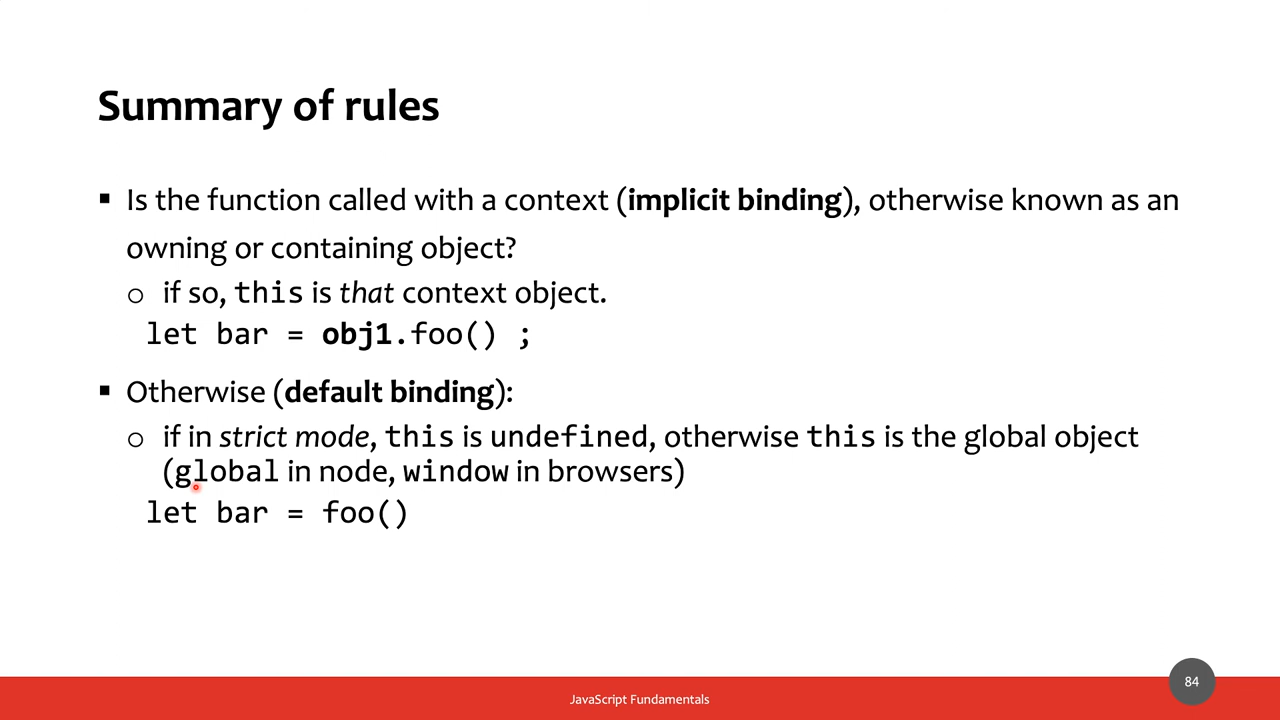 Summary of rules
▪ Is the function called with a context (implicit binding), otherwise known as an
owning or containing object?
o if so, this is that context object.
let bar = obj1.foo() ;
▪ Otherwise (default binding):
o if in strict mode, this is undefined, otherwise this is the global object
(global in node, window in browsers)
let bar = foo()
84
JavaScript Fundamentals